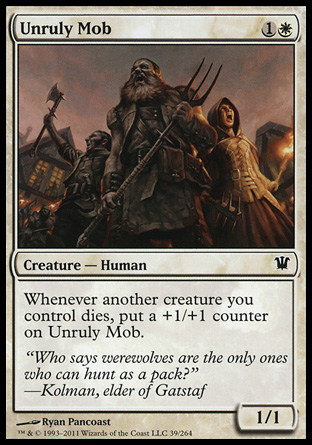 Unruly Mob 1
Creature — Human
Whenever another creature you
control dies, put a +1/+1 counter
on Unruly Mob.
“Who says werewolves are the only ones
who can hunt as a pack?”
—Kolman, elder of Gatstaf
Ryan Pancoast
™ & © 1993–2011 Wizards of the Coast LLC 39/264
1/1